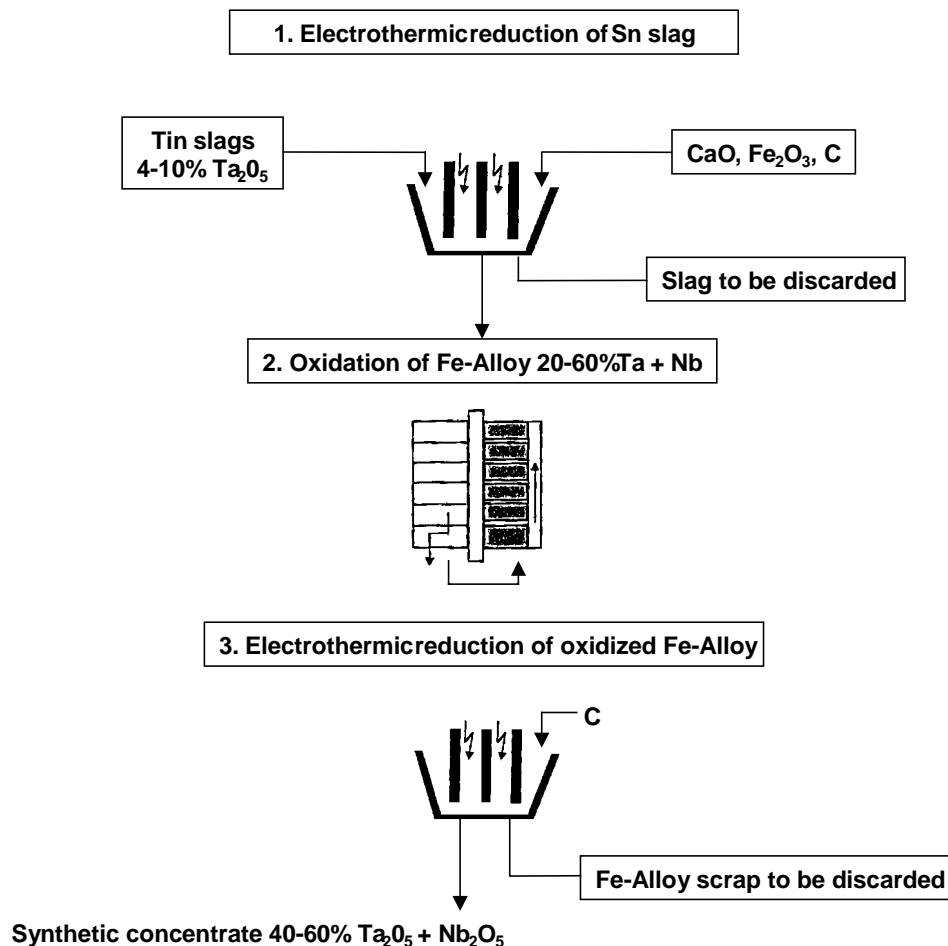 1. Electrothermicreduction of Sn slag
Tin slags
4-10% Ta₂0₅
CaO, Fe₂O₃, C
Slag to be discarded
2. Oxidation of Fe-Alloy 20-60%Ta + Nb
3. Electrothermicreduction of oxidized Fe-Alloy
C
Fe-Alloy scrap to be discarded
Synthetic concentrate 40-60% Ta₂0₅ + Nb₂O₅